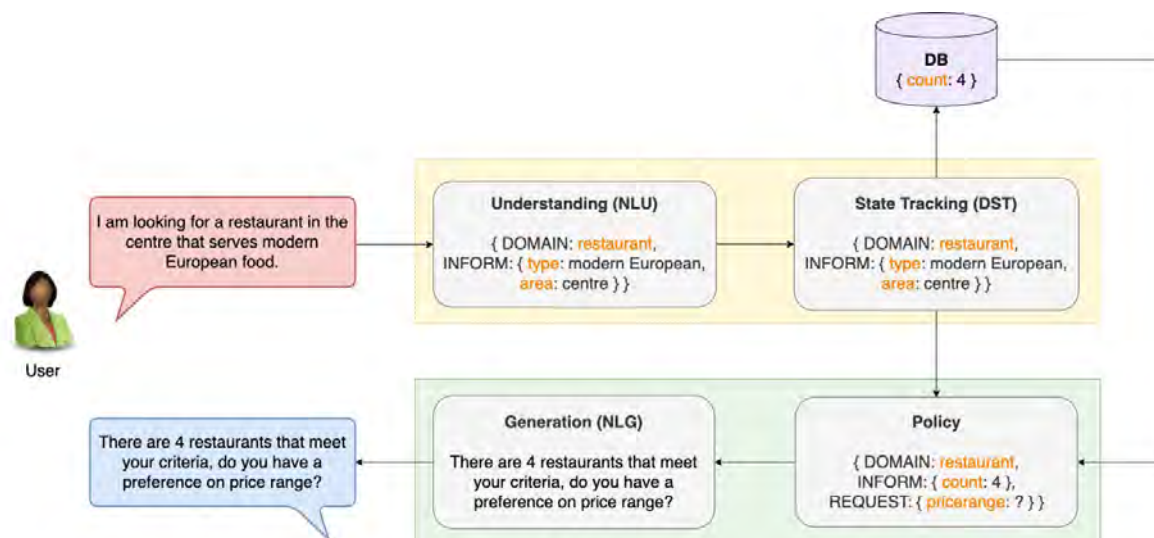 DB
{ count: 4 }
Understanding (NLU)
{ DOMAIN: restaurant,
INFORM: { type: modern European,
area: centre } }
State Tracking (DST)
{ DOMAIN: restaurant,
INFORM: { type: modern European,
area: centre } }
I am looking for a restaurant in the
centre that serves modern
European food.
User
There are 4 restaurants that meet
your criteria, do you have a
preference on price range?
Generation (NLG)
There are 4 restaurants that meet
your criteria, do you have a
preference on price range?
Policy
{ DOMAIN: restaurant,
INFORM: { count: 4 },
REQUEST: { pricerange: ? } }